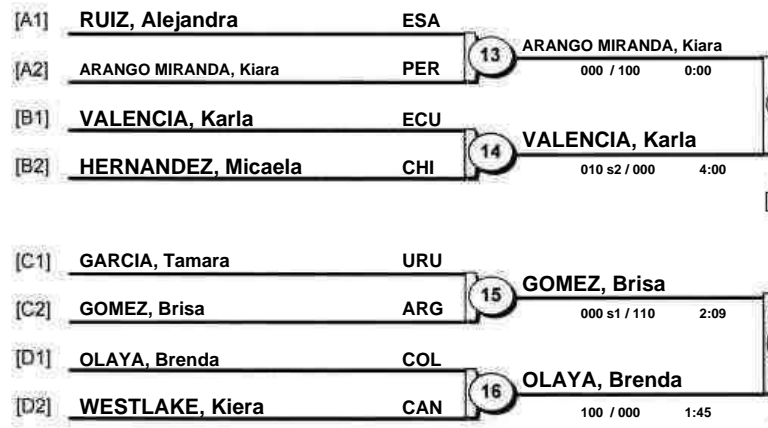 [A1] RUIZ, Alejandra ESA
13 ARANGO MIRANDA, Kiara
[A2] ARANGO MIRANDA, Kiara PER
000 / 100 0:00
[B1] VALENCIA, Karla ECU
14 VALENCIA, Karla
[B2] HERNANDEZ, Micaela CHI
010 s2 / 000 4:00
[C1] GARCIA, Tamara URU
15 GOMEZ, Brisa
[C2] GOMEZ, Brisa ARG
000 s1 / 110 2:09
[D1] OLAYA, Brenda COL
16 OLAYA, Brenda
[D2] WESTLAKE, Kiera CAN
100 / 000 1:45